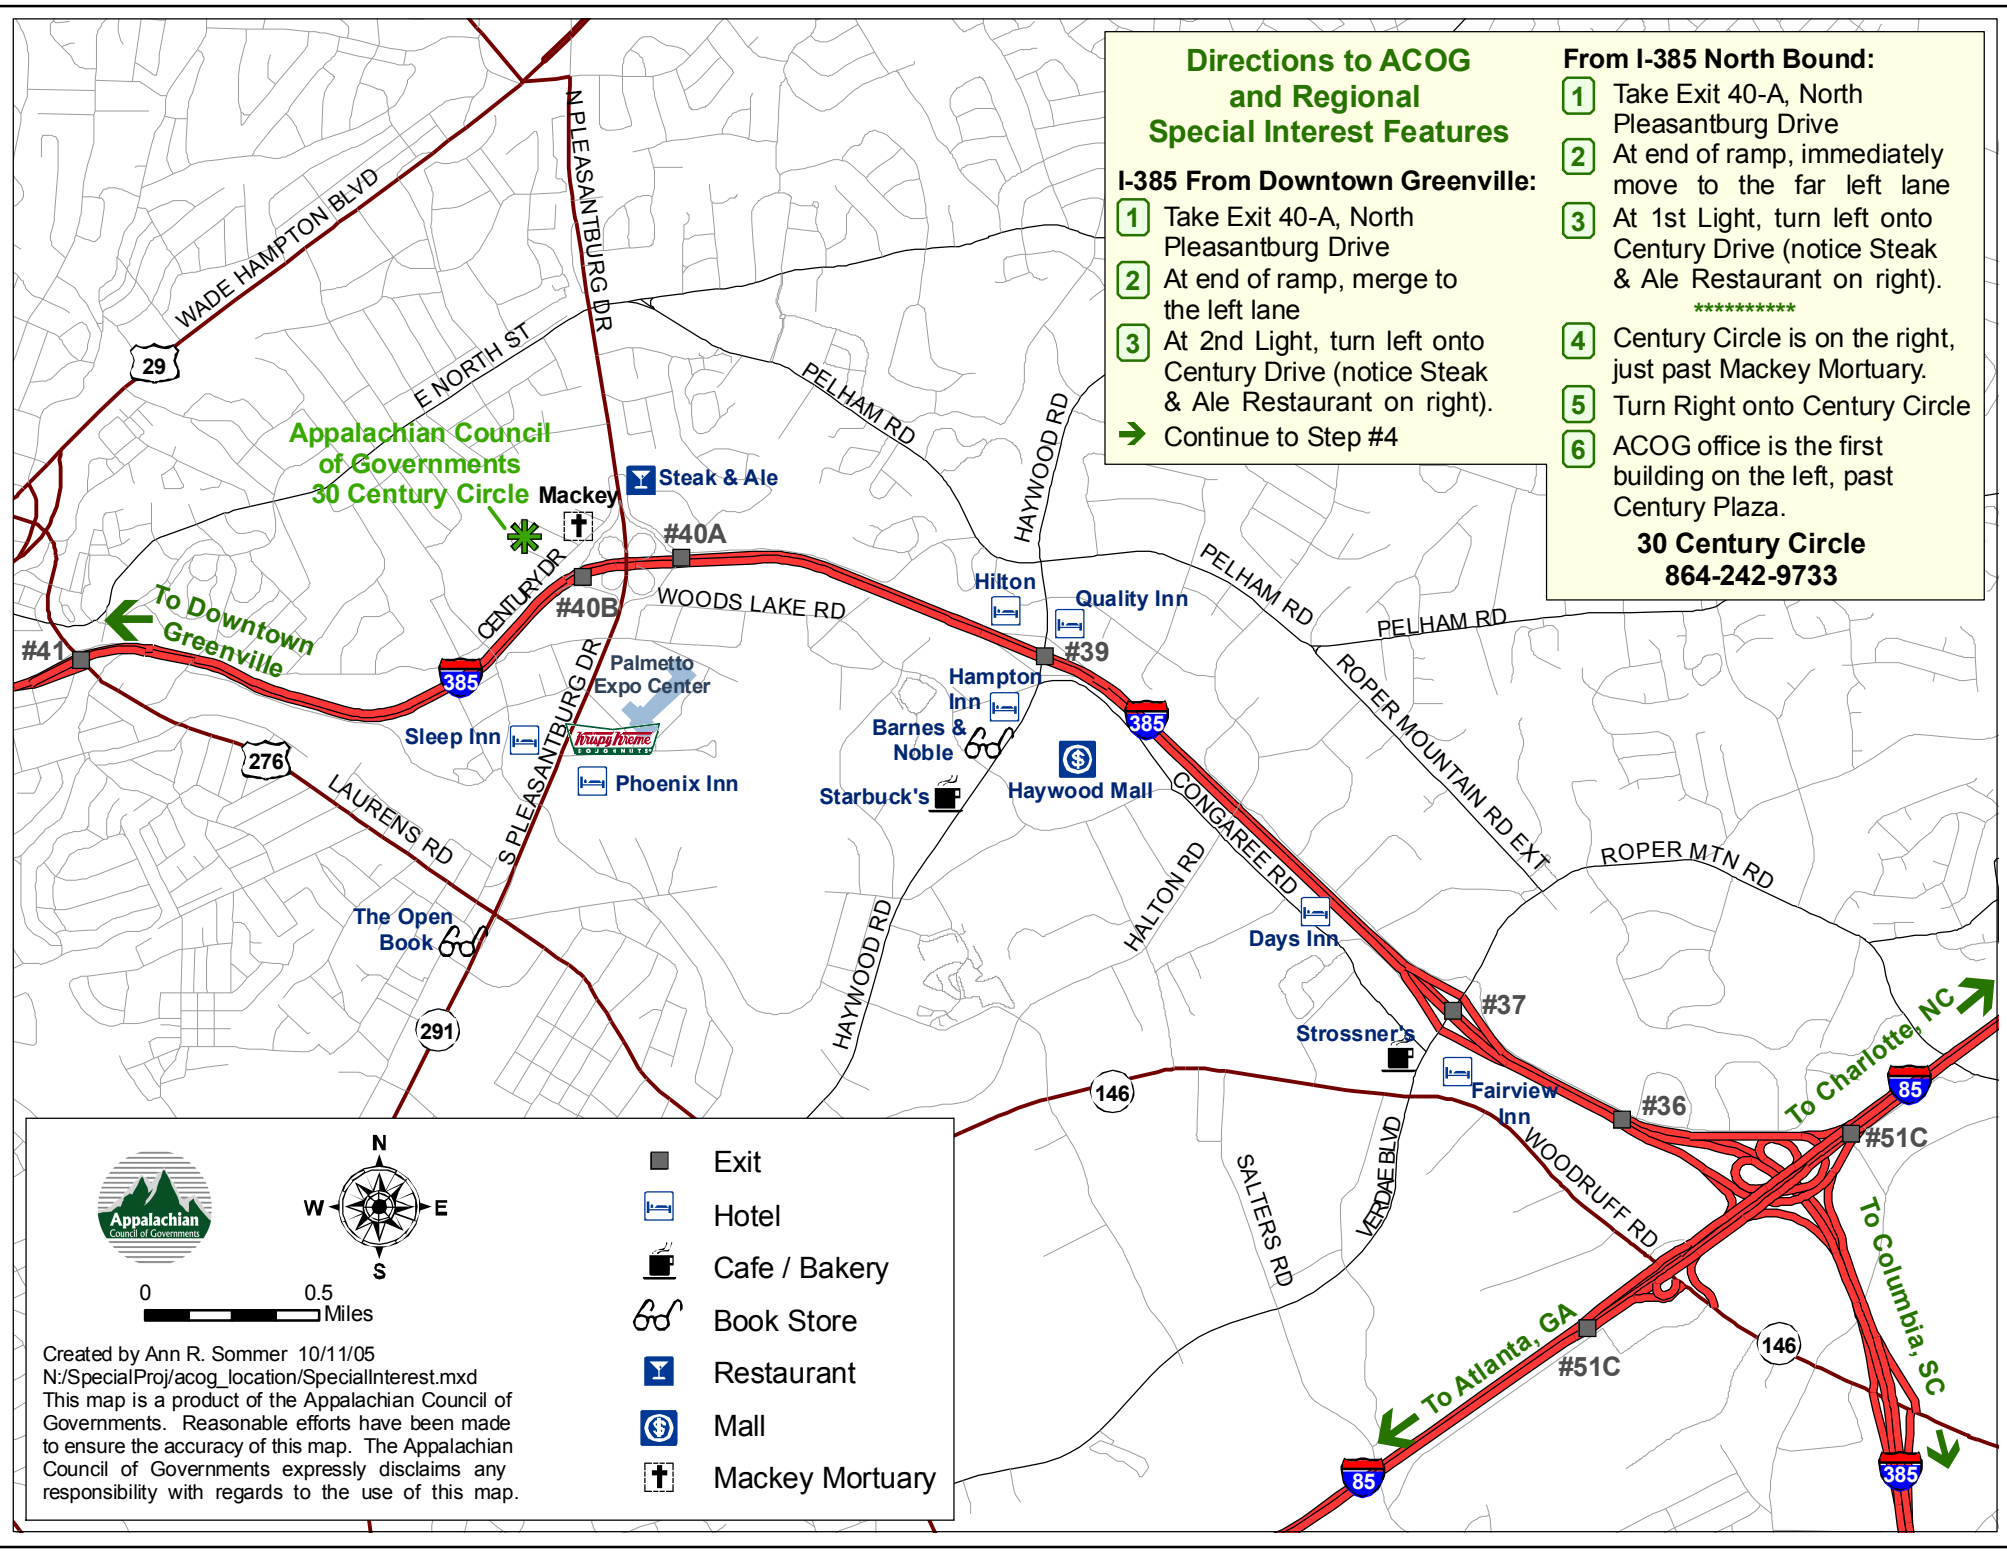 Directions to ACOG
and Regional
Special Interest Features
I-385 From Downtown Greenville:
1 Take Exit 40-A, North
Pleasantburg Drive
2 At end of ramp, merge to
the left lane
3 At 2nd Light, turn left onto
Century Drive (notice Steak
& Ale Restaurant on right).
Continue to Step #4
From I-385 North Bound:
1 Take Exit 40-A, North
Pleasantburg Drive
2 At end of ramp, immediately
move to the far left lane
3 At 1st Light, turn left onto
Century Drive (notice Steak
& Ale Restaurant on right).
**********
4 Century Circle is on the right,
just past Mackey Mortuary.
5 Turn Right onto Century Circle
6 ACOG office is the first
building on the left, past
Century Plaza.
30 Century Circle
864-242-9733
N PLEASANTBURG DR
WADE HAMPTON BLVD
29
E NORTH ST
PELHAM RD
HAYWOOD RD
Appalachian Council
of Governments
30 Century Circle
Mackey
Steak & Ale
#40A
#40B
CENTURY DR
WOODS LAKE RD
Hilton
Quality Inn
PELHAM RD
PELHAM RD
To Downtown
Greenville
#41
385
#39
Palmetto
Expo Center
Hampton
Inn
385
ROPER MOUNTAIN RD EXT
Sleep Inn
Krispy Kreme
DOUGHNUTS
Barnes &
Noble
276
Phoenix Inn
Starbuck's
Haywood Mall
CONGAREE RD
LAURENS RD
S PLEASANTBURG DR
HALTON RD
ROPER MTN RD
The Open
Book
HAYWOOD RD
Days Inn
291
#37
Strossner's
To Charlotte, NC
85
146
Fairview
Inn
#36
#51C
WOODRUFF RD
VERDAE BLVD
SALTERS RD
To Columbia, SC
To Atlanta, GA
#51C
146
85
385
Appalachian
Council of Governments
N
W
E
S
0 0.5
Miles
Exit
Hotel
Cafe / Bakery
Book Store
Restaurant
Mall
Mackey Mortuary
Created by Ann R. Sommer 10/11/05
N:/SpecialProj/acog_location/SpecialInterest.mxd
This map is a product of the Appalachian Council of
Governments. Reasonable efforts have been made
to ensure the accuracy of this map. The Appalachian
Council of Governments expressly disclaims any
responsibility with regards to the use of this map.